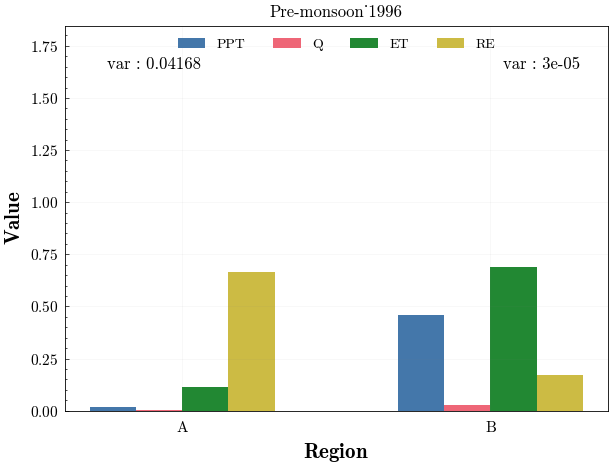 Pre-monsoon˙1996
PPT Q ET RE
var : 0.04168 var : 3e-05
1.75
1.50
1.25
1.00
0.75
0.50
0.25
0.00
Value
A B
Region